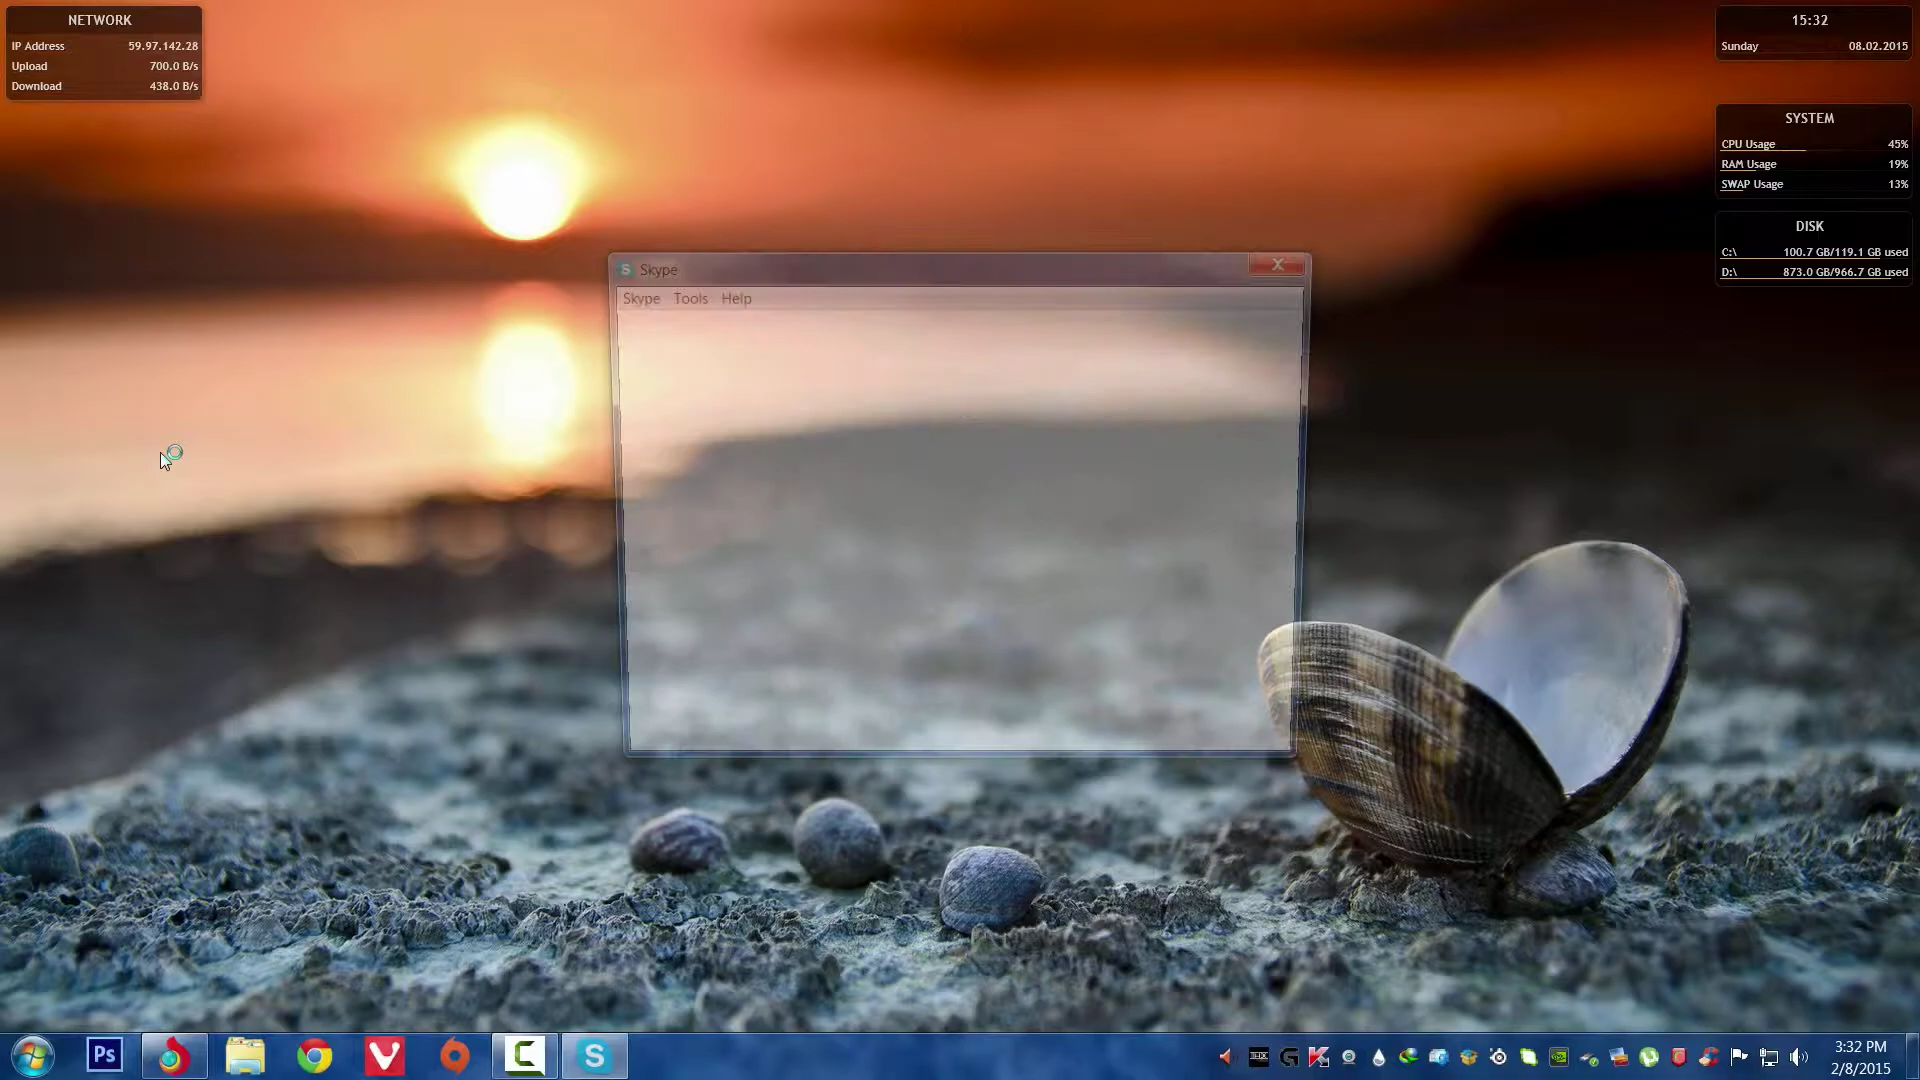 NETWORK
IP Address 59.97.142.28
Upload 700.0 B/s
Download 438.0 B/s
15:32
Sunday 08.02.2015
SYSTEM
CPU Usage 45%
RAM Usage 19%
SWAP Usage 13%
DISK
C:\ 100.7 GB/119.1 GB used
D:\ 873.0 GB/966.7 GB used
S Skype
X
Skype Tools Help
Ps
S
THX
3:32 PM
2/8/2015